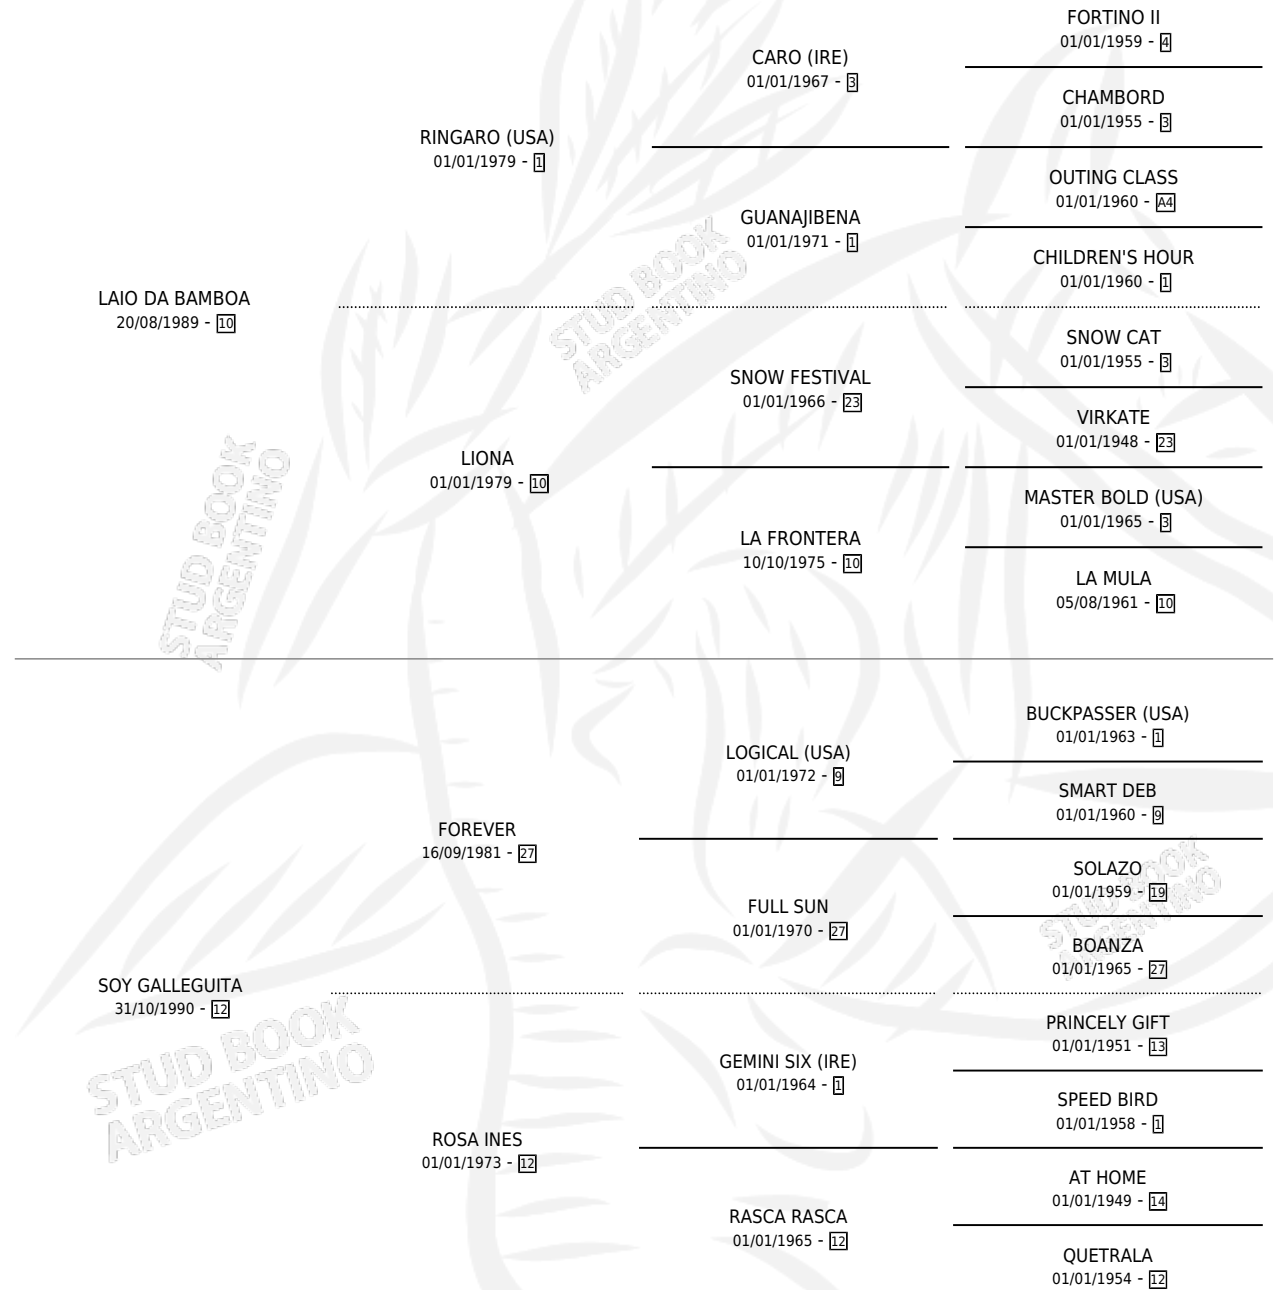 FORTINO II
01/01/1959 - 4
CARO (IRE)
01/01/1967 - 3
CHAMBORD
01/01/1955 - 3
RINGARO (USA)
01/01/1979 - 1
OUTING CLASS
01/01/1960 - A4
GUANAJIBENA
01/01/1971 - 1
CHILDREN'S HOUR
01/01/1960 - 1
LAIO DA BAMBOA
20/08/1989 - 10
STUD BOOK
ARGENTINO
SNOW CAT
01/01/1955 - 3
SNOW FESTIVAL
01/01/1966 - 23
VIRKATE
01/01/1948 - 23
LIONA
01/01/1979 - 10
MASTER BOLD (USA)
01/01/1965 - 3
LA FRONTERA
10/10/1975 - 10
LA MULA
05/08/1961 - 10
STUD BOOK
ARGENTINO
BUCKPASSER (USA)
01/01/1963 - 1
LOGICAL (USA)
01/01/1972 - 9
SMART DEB
01/01/1960 - 9
FOREVER
16/09/1981 - 27
SOLAZO
01/01/1959 - 19
FULL SUN
01/01/1970 - 27
BOANZA
01/01/1965 - 27
STUD BOOK
ARGENTINO
SOY GALLEGUITA
31/10/1990 - 12
PRINCELY GIFT
01/01/1951 - 13
GEMINI SIX (IRE)
01/01/1964 - 1
SPEED BIRD
01/01/1958 - 1
STUD BOOK
ARGENTINO
ROSA INES
01/01/1973 - 12
AT HOME
01/01/1949 - 14
RASCA RASCA
01/01/1965 - 12
QUETRALA
01/01/1954 - 12